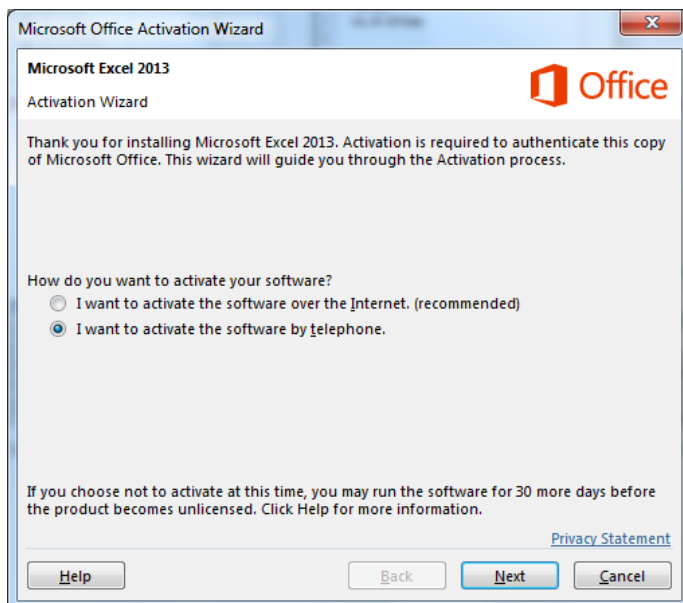 Microsoft Office Activation Wizard
Microsoft Excel 2013
Office
Activation Wizard
Thank you for installing Microsoft Excel 2013. Activation is required to authenticate this copy
of Microsoft Office. This wizard will guide you through the Activation process.
How do you want to activate your software?
I want to activate the software over the Internet. (recommended)
I want to activate the software by telephone.
If you choose not to activate at this time, you may run the software for 30 more days before
the product becomes unlicensed. Click Help for more information.
Privacy Statement
Help
Back
Next
Cancel